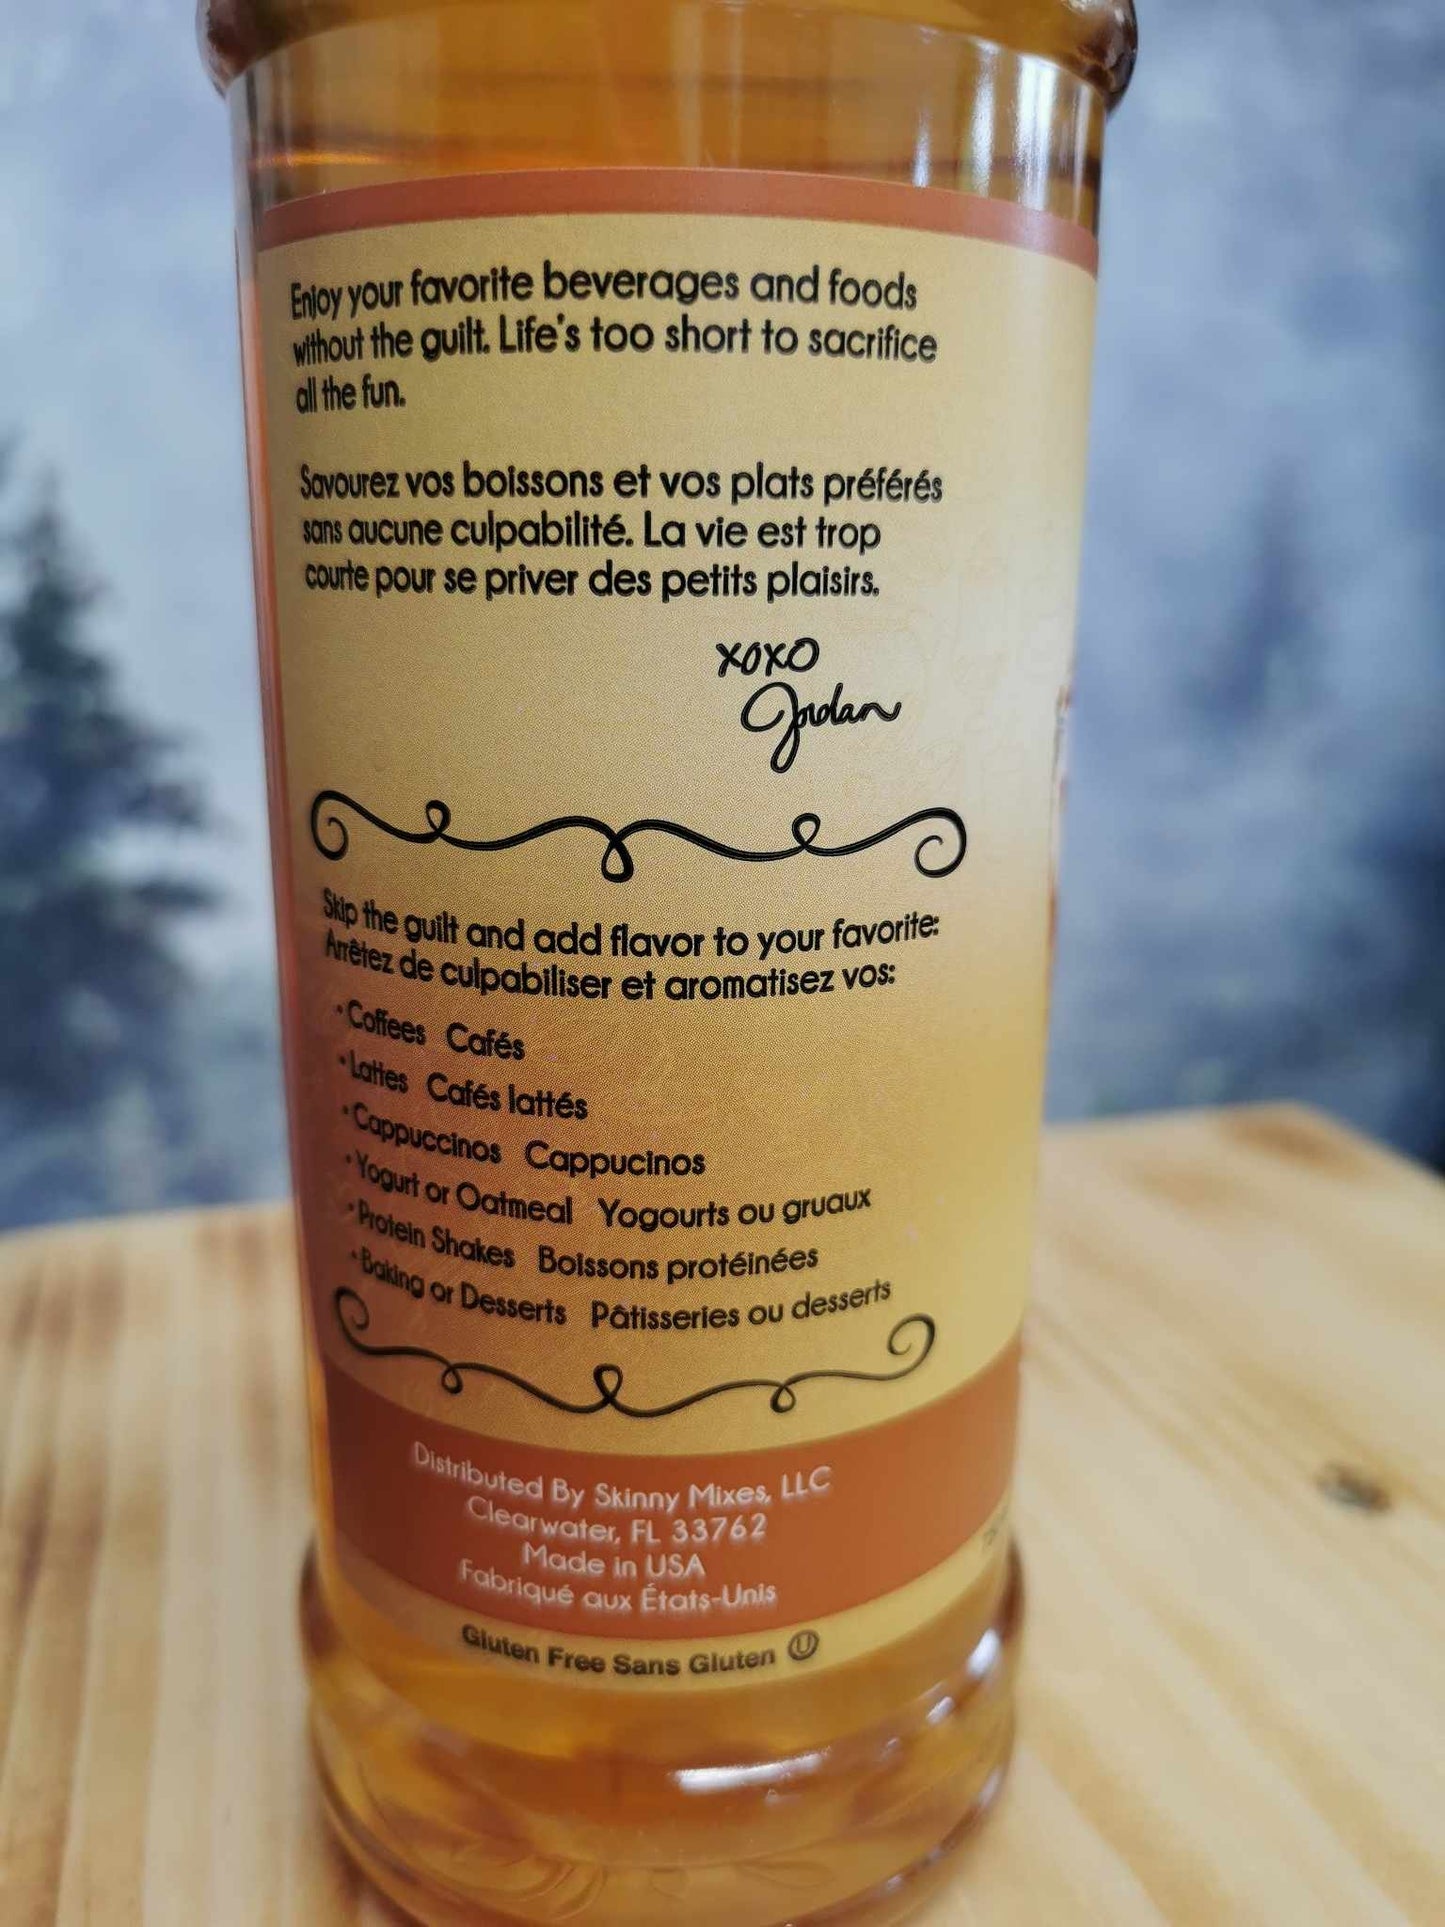 Enjoy your favorite beverages and foods
without the guilt. Life's too short to sacrifice
all the fun.
Savourez vos boissons et vos plats préférés
sans aucune culpabilité. La vie est trop
courte pour se priver des petits plaisirs.
xoxo
Jordan
Skip the guilt and add flavor to your favorite:
Arrêtez de culpabiliser et aromatisez vos:
• Coffees Cafés
• Lattes Cafés lattés
• Cappuccinos Cappucinos
• Yogurt or Oatmeal Yogourts ou gruaux
• Protein Shakes Boissons protéinées
• Baking or Desserts Pâtisseries ou desserts
Distributed By Skinny Mixes, LLC
Clearwater, FL 33762
Made in USA
Fabriqué aux États-Unis
Gluten Free Sans Gluten Ⓤ